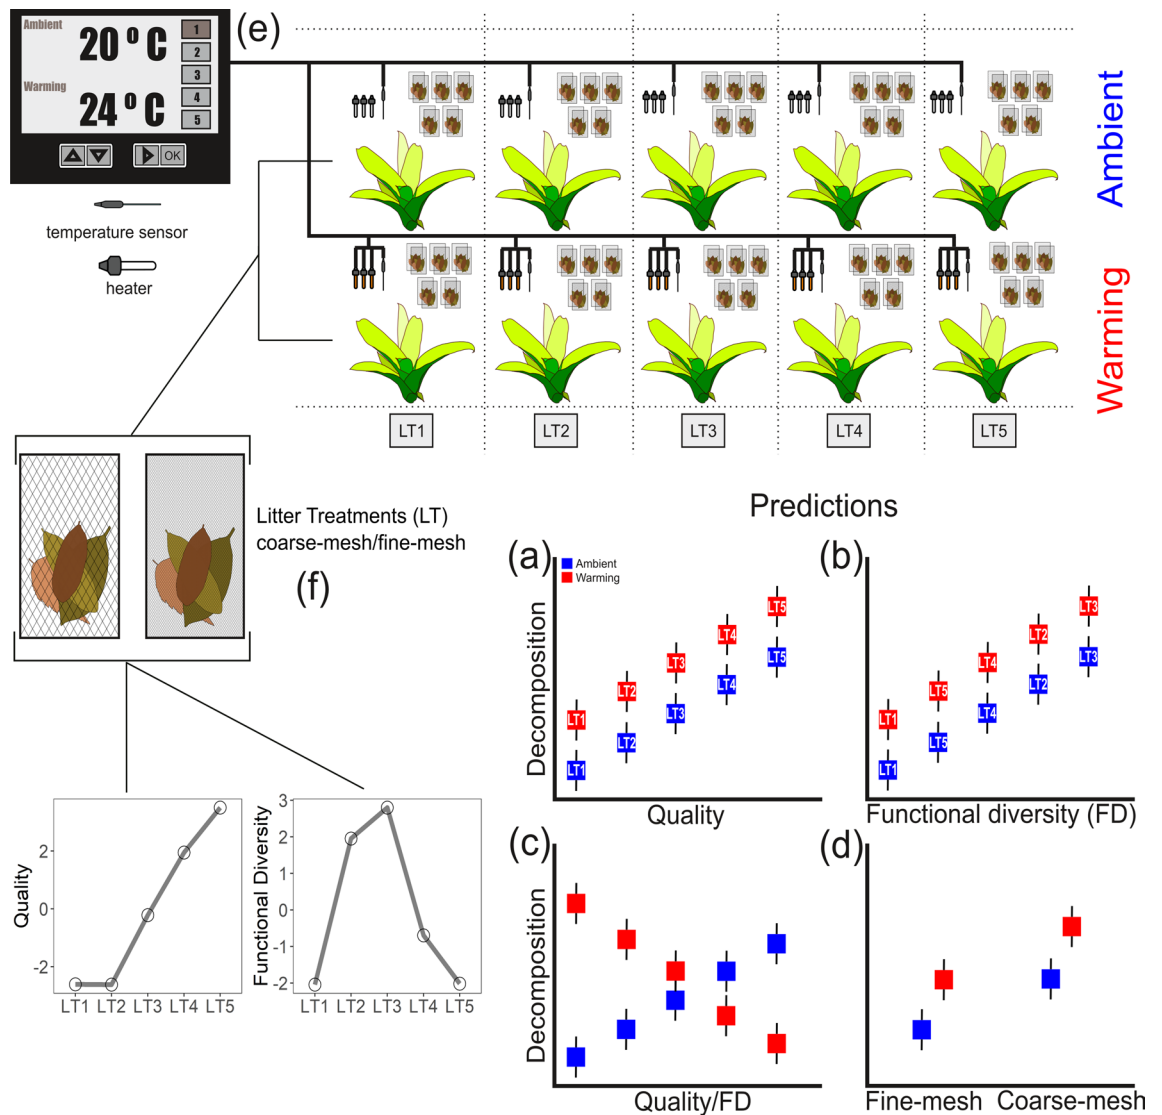 Ambient
20 º C
Warming
24 º C
1
2
3
4
5
OK
temperature sensor
heater
(e)
Ambient
Warming
LT1
LT2
LT3
LT4
LT5
Litter Treatments (LT)
coarse-mesh/fine-mesh
(f)
Quality
2
0
-2
LT1 LT2 LT3 LT4 LT5
Functional Diversity
3
2
1
0
-1
-2
LT1 LT2 LT3 LT4 LT5
Predictions
(a)
Ambient
Warming
Decomposition
LT5
LT4
LT3
LT2
LT1
LT5
LT4
LT3
LT2
LT1
Quality
(b)
LT3
LT2
LT4
LT5
LT1
LT3
LT2
LT4
LT5
LT1
Functional diversity (FD)
(c)
Decomposition
Quality/FD
(d)
Fine-mesh Coarse-mesh